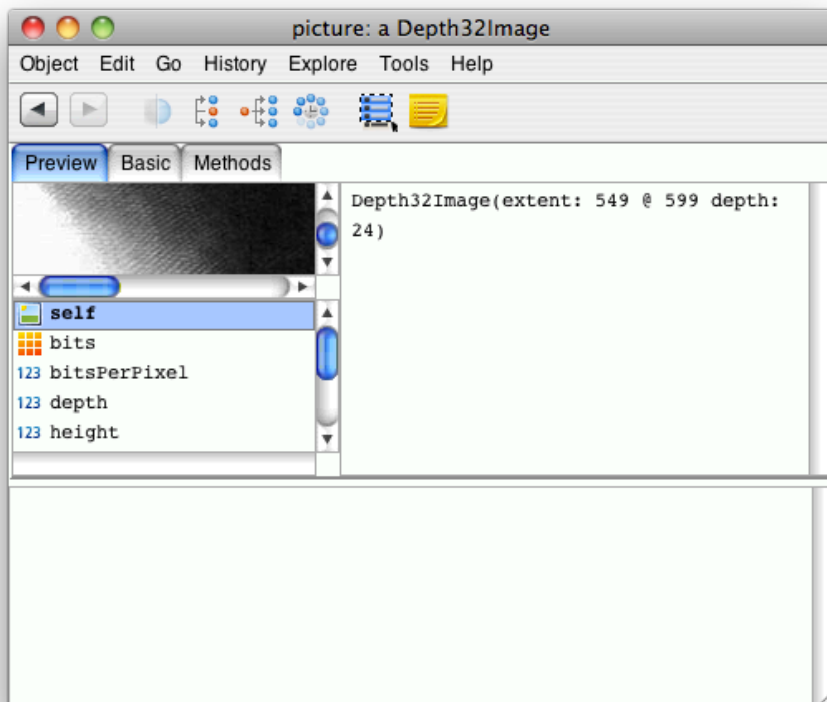 picture: a Depth32Image
Object Edit Go History Explore Tools Help
Preview Basic Methods
Depth32Image(extent: 549 @ 599 depth:
24)
self
bits
123 bitsPerPixel
123 depth
123 height